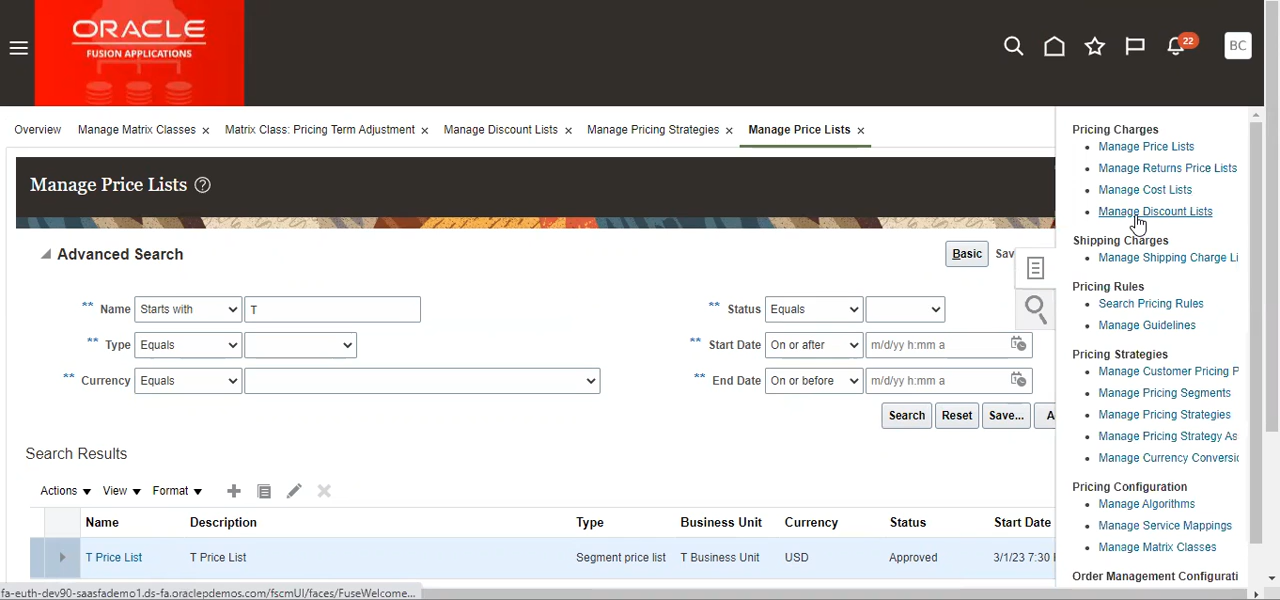 ORACLE
FUSION APPLICATIONS
22
BC
Overview
Manage Matrix Classes ×
Matrix Class: Pricing Term Adjustment ×
Manage Discount Lists ×
Manage Pricing Strategies ×
Manage Price Lists ×
Manage Price Lists ?
Advanced Search
Basic
Sav
** Name Starts with T
** Status Equals
** Type Equals
** Start Date On or after m/d/yy h:mm a
** Currency Equals
** End Date On or before m/d/yy h:mm a
Search Reset Save... A
Search Results
Actions View Format
Name Description Type Business Unit Currency Status Start Date
T Price List T Price List Segment price list T Business Unit USD Approved 3/1/23 7:30
Pricing Charges
Manage Price Lists
Manage Returns Price Lists
Manage Cost Lists
Manage Discount Lists
Shipping Charges
Manage Shipping Charge Li
Pricing Rules
Search Pricing Rules
Manage Guidelines
Pricing Strategies
Manage Customer Pricing P
Manage Pricing Segments
Manage Pricing Strategies
Manage Pricing Strategy As
Manage Currency Conversic
Pricing Configuration
Manage Algorithms
Manage Service Mappings
Manage Matrix Classes
Order Management Configurati
fa-euth-dev90-saasfademo1.ds-fa.oraclepdemos.com/fscmUI/faces/FuseWelcome...